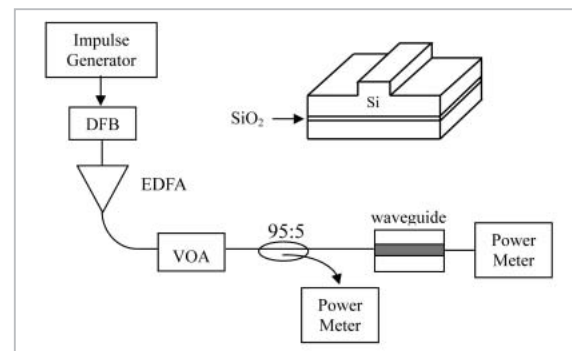 Impulse
Generator
DFB
EDFA
VOA
95:5
Power
Meter
waveguide
Power
Meter
Si
SiO₂